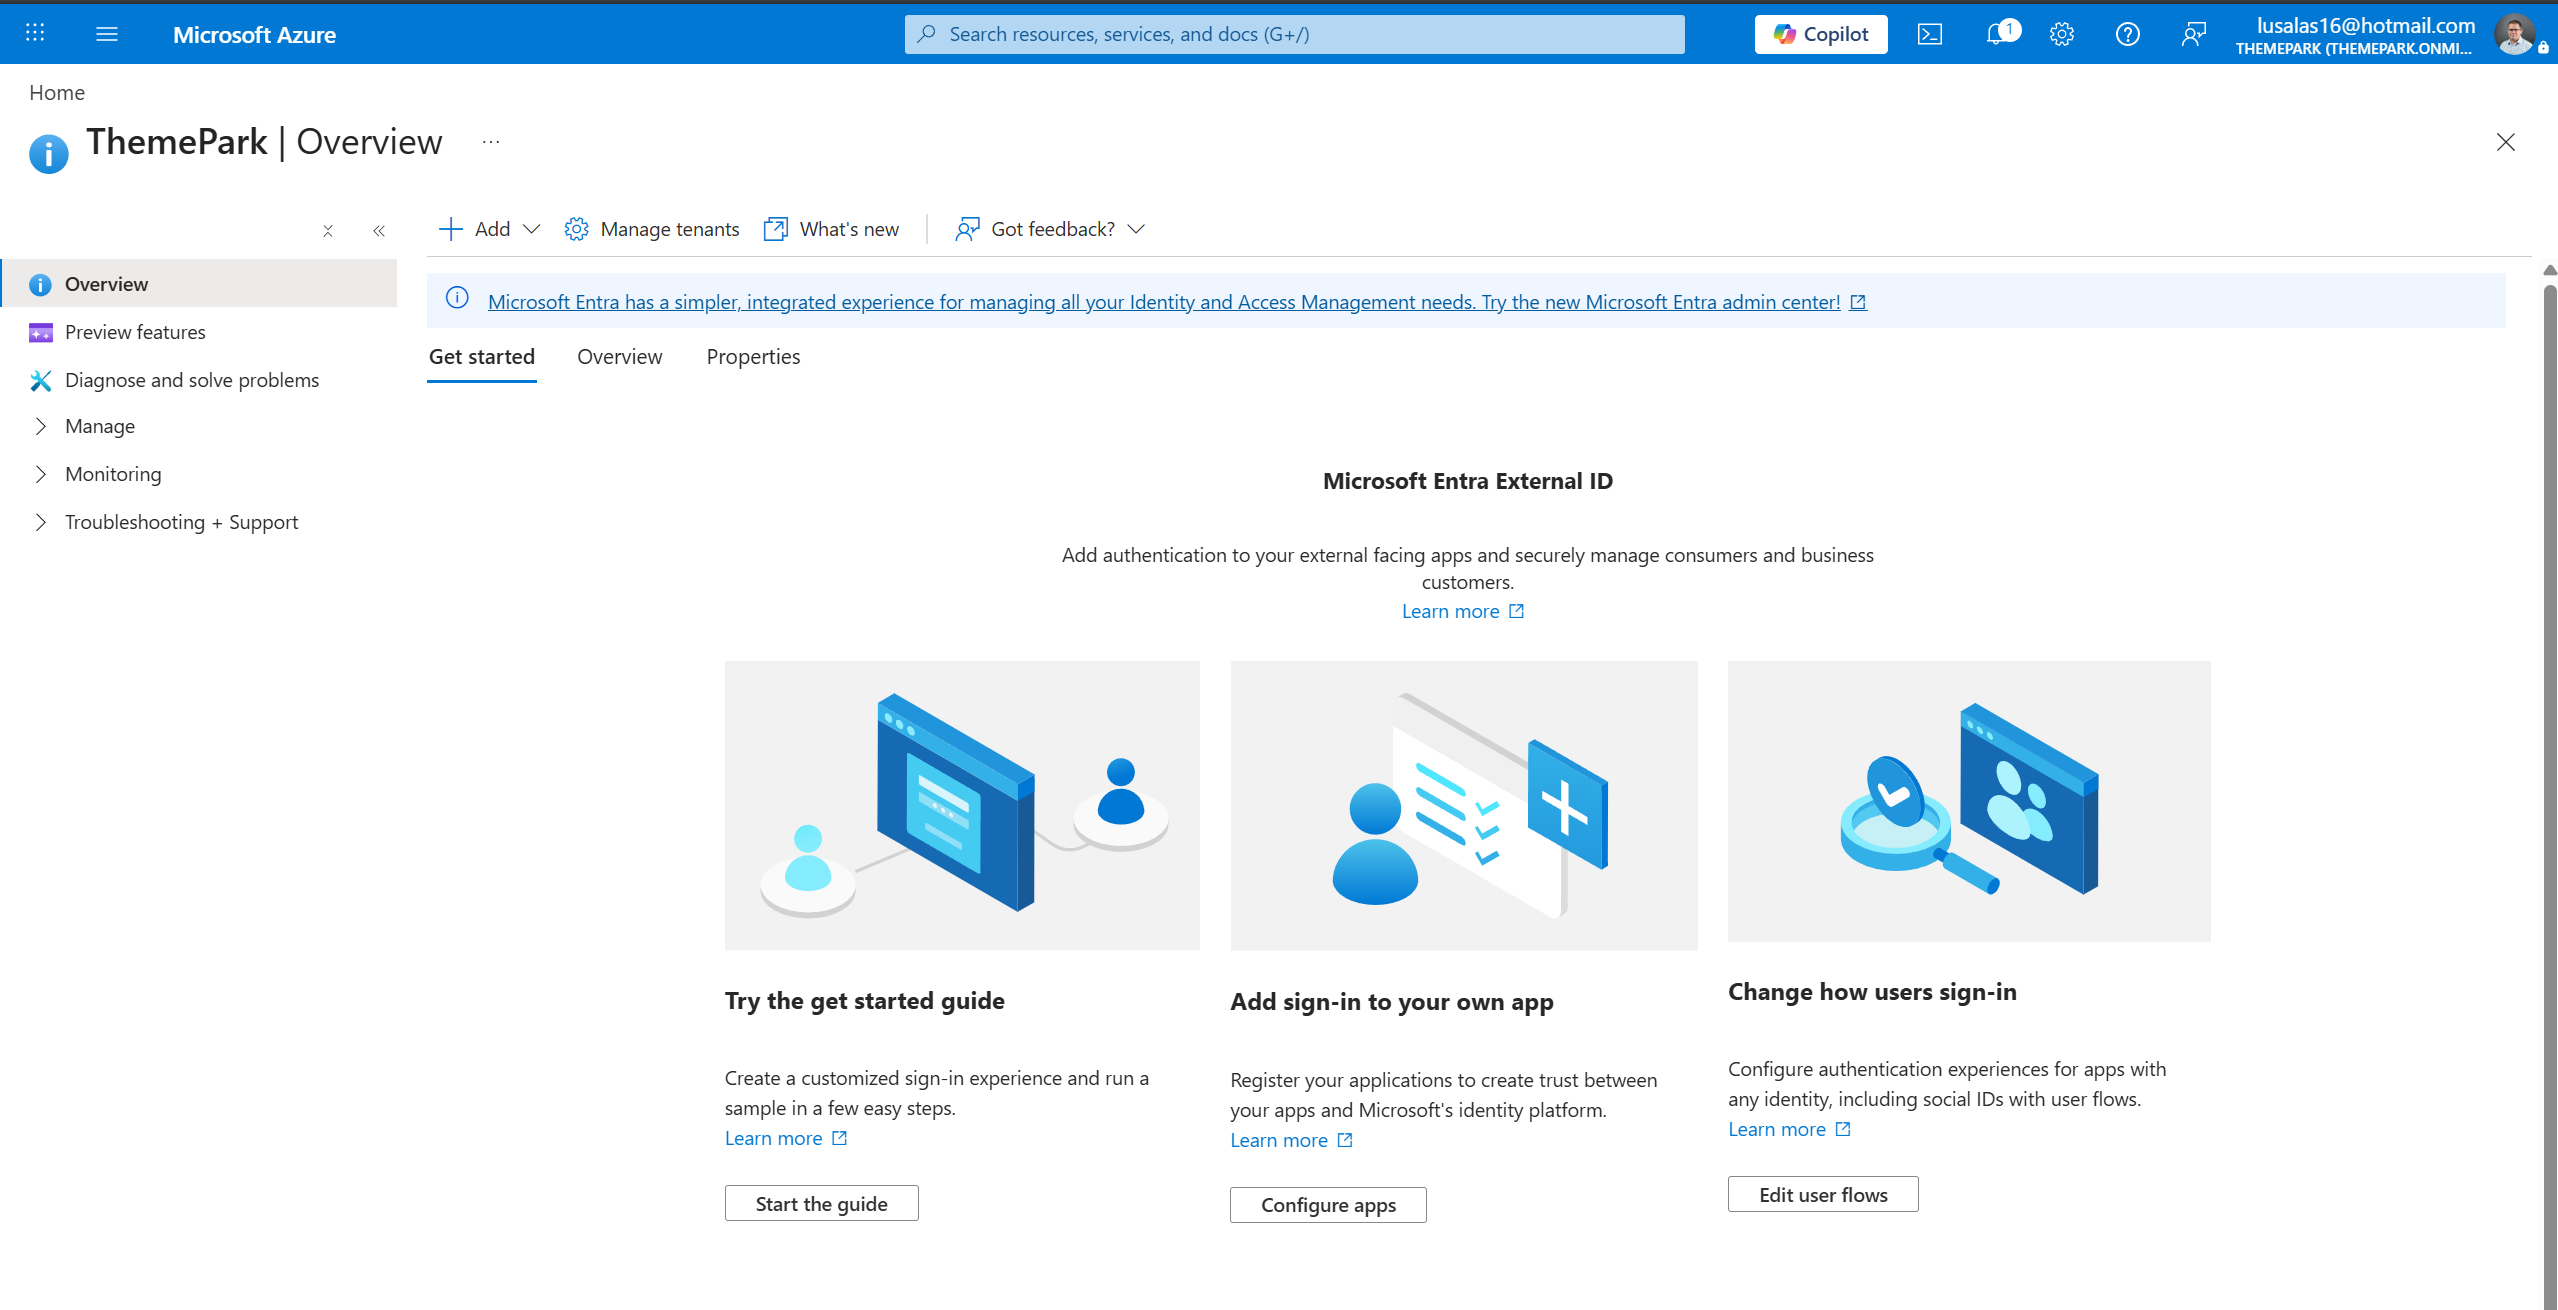 Microsoft Azure
Search resources, services, and docs (G+/)
Copilot
1
lusalas16@hotmail.com
THEMEPARK (THEMEPARK.ONMI...
Home
ThemePark | Overview
...
Add
Manage tenants
What's new
Got feedback?
Overview
Preview features
Diagnose and solve problems
Manage
Monitoring
Troubleshooting + Support
Microsoft Entra has a simpler, integrated experience for managing all your Identity and Access Management needs. Try the new Microsoft Entra admin center!
Get started
Overview
Properties
Microsoft Entra External ID
Add authentication to your external facing apps and securely manage consumers and business
customers.
Learn more
Try the get started guide
Create a customized sign-in experience and run a
sample in a few easy steps.
Learn more
Start the guide
Add sign-in to your own app
Register your applications to create trust between
your apps and Microsoft's identity platform.
Learn more
Configure apps
Change how users sign-in
Configure authentication experiences for apps with
any identity, including social IDs with user flows.
Learn more
Edit user flows